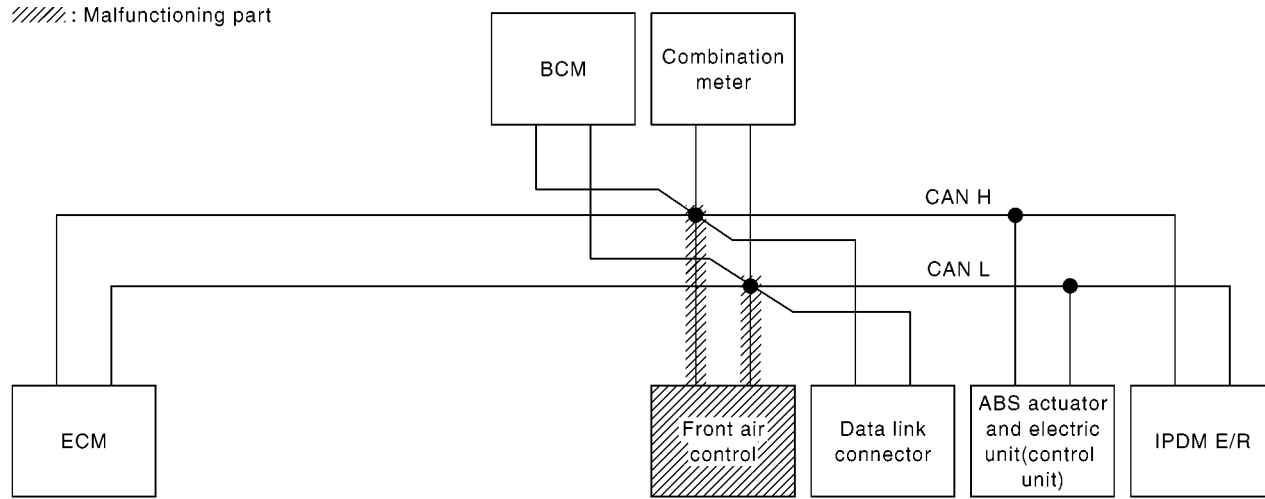 : Malfunctioning part
BCM
Combination
meter
CAN H
CAN L
ECM
Front air
control
Data link
connector
ABS actuator
and electric
unit(control
unit)
IPDM E/R